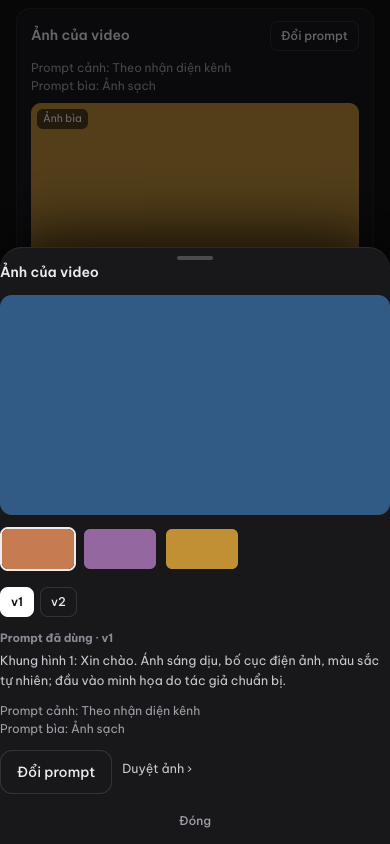 Ảnh của video
Đổi prompt
Prompt cảnh: Theo nhận diện kênh
Prompt bìa: Ảnh sạch
Ảnh bìa
Ảnh của video
v1
v2
Prompt đã dùng · v1
Khung hình 1: Xin chào. Ánh sáng dịu, bố cục điện ảnh, màu sắc
tự nhiên; đầu vào minh họa do tác giả chuẩn bị.
Prompt cảnh: Theo nhận diện kênh
Prompt bìa: Ảnh sạch
Đổi prompt
Duyệt ảnh ›
Đóng